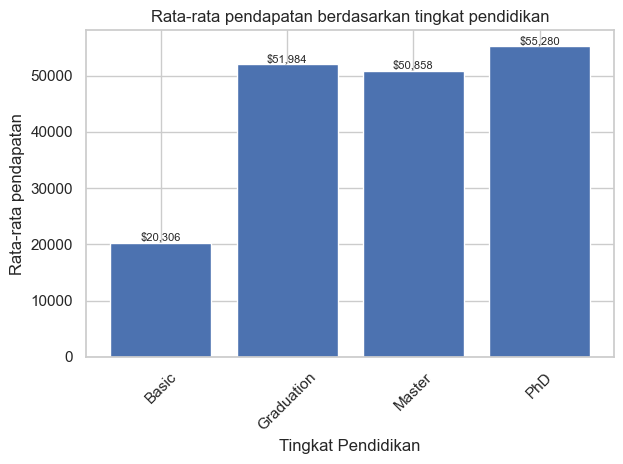 Rata-rata pendapatan berdasarkan tingkat pendidikan
Rata-rata pendapatan
50000
40000
30000
20000
10000
0
$20,306
$51,984
$50,858
$55,280
Basic
Graduation
Master
PhD
Tingkat Pendidikan